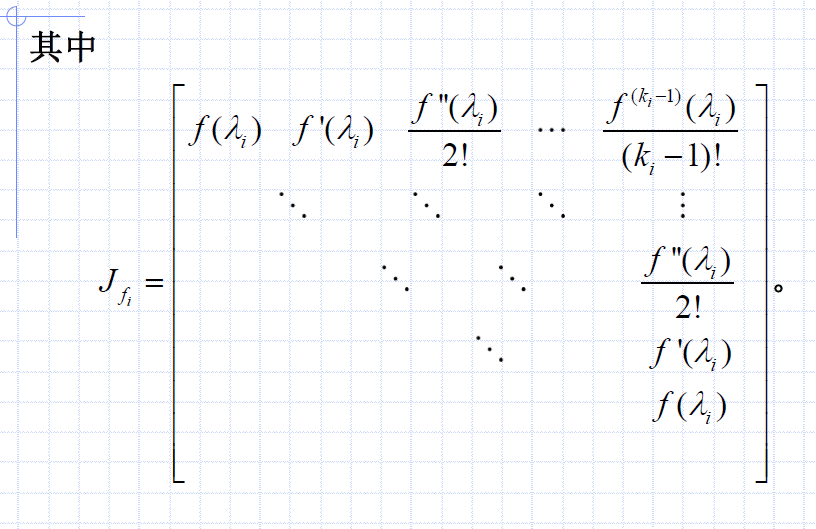 其中
J_{f_i} = \begin{bmatrix} f(\lambda_i) & f'(\lambda_i) & \frac{f''(\lambda_i)}{2!} & \cdots & \frac{f^{(k_i-1)}(\lambda_i)}{(k_i-1)!} \\ & \ddots & \ddots & \ddots & \vdots \\ & & \ddots & \ddots & \frac{f''(\lambda_i)}{2!} \\ & & & \ddots & f'(\lambda_i) \\ & & & & f(\lambda_i) \end{bmatrix}。